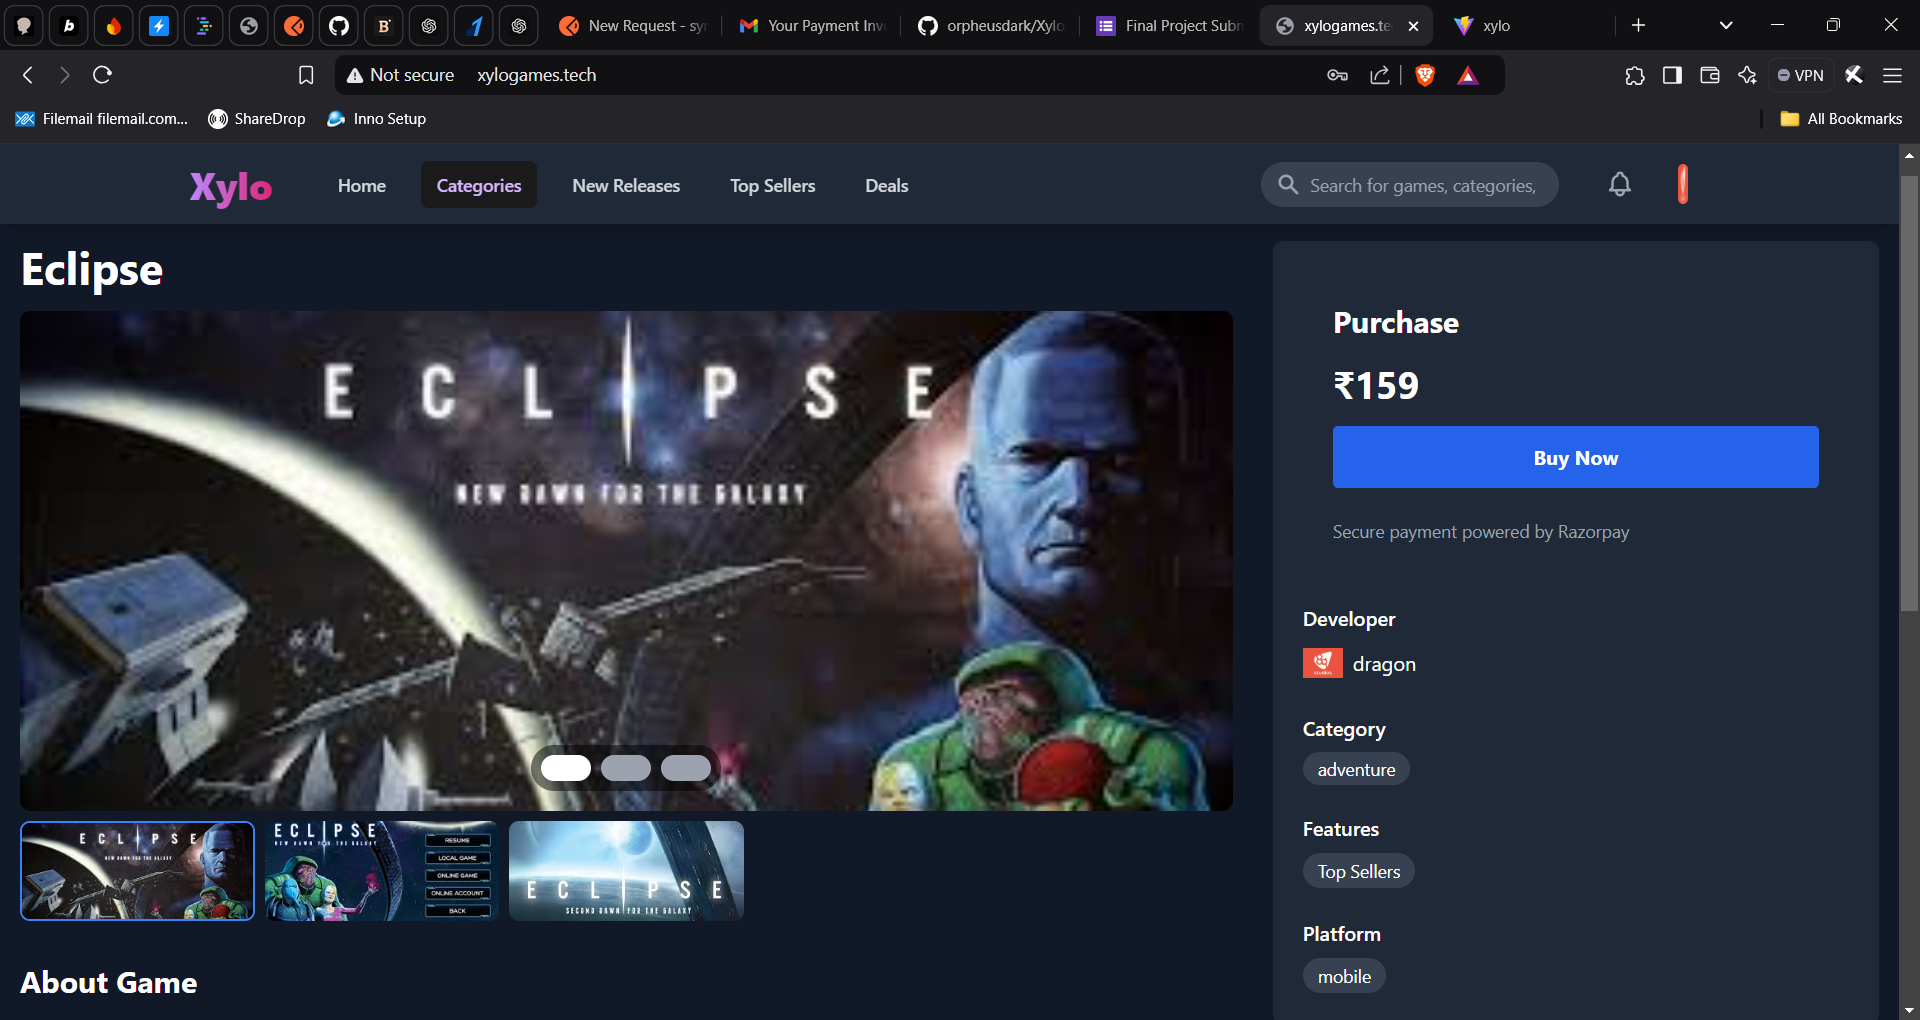 New Request - syn
Your Payment Inv
orpheusdark/Xylo
Final Project Subm
xylogames.te
xylo
Not secure xylogames.tech
VPN
Filemail filemail.com...
ShareDrop
Inno Setup
All Bookmarks
Xylo
Home
Categories
New Releases
Top Sellers
Deals
Search for games, categories,
Eclipse
ECLIPSE
NEW DAWN FOR THE GALAXY
ECLIPSE
NEW DAWN FOR THE GALAXY
ECLIPSE
NEW DAWN FOR THE GALAXY
RESUME
LOCAL GAME
ONLINE GAME
ONLINE ACCOUNT
BACK
ECLIPSE
SECOND DAWN FOR THE GALAXY
About Game
Purchase
₹159
Buy Now
Secure payment powered by Razorpay
Developer
dragon
Category
adventure
Features
Top Sellers
Platform
mobile